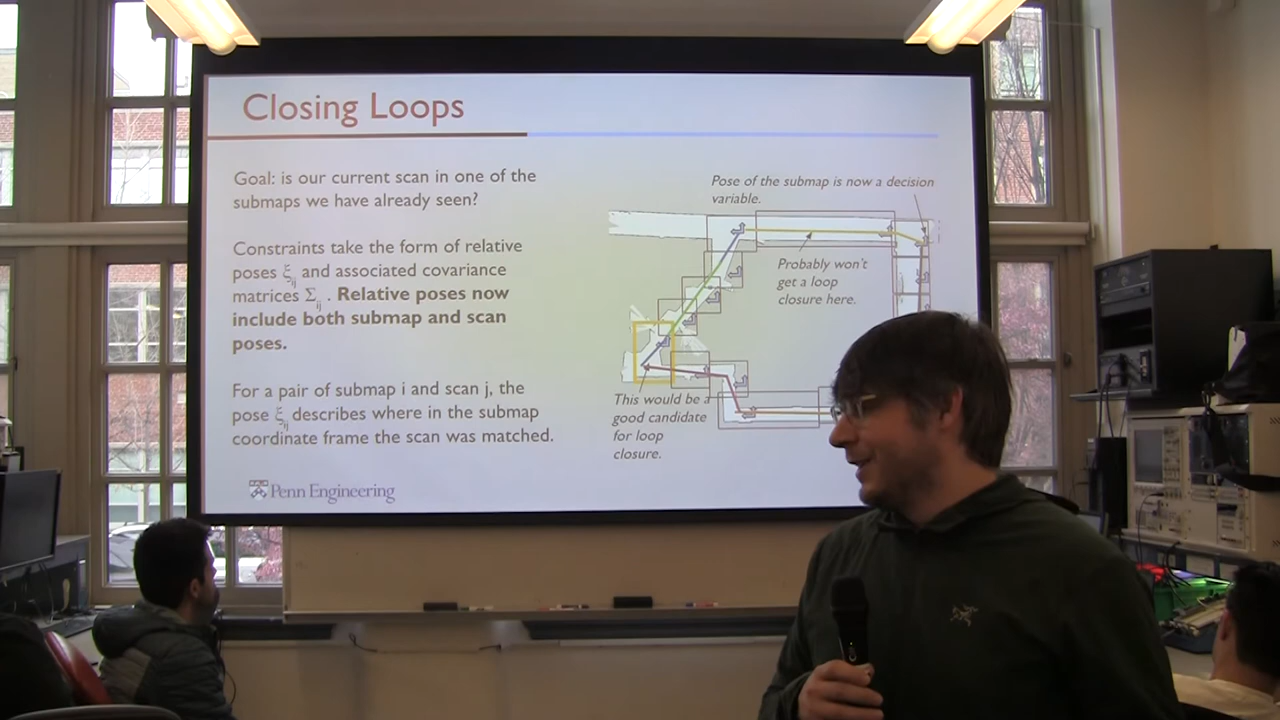 Closing Loops
Goal: is our current scan in one of the
submaps we have already seen?
Constraints take the form of relative
poses ξij and associated covariance
matrices Σij . Relative poses now
include both submap and scan
poses.
For a pair of submap i and scan j, the
pose ξij describes where in the submap
coordinate frame the scan was matched.
Penn Engineering
Pose of the submap is now a decision
variable.
Probably won't
get a loop
closure here.
This would be a
good candidate
for loop
closure.